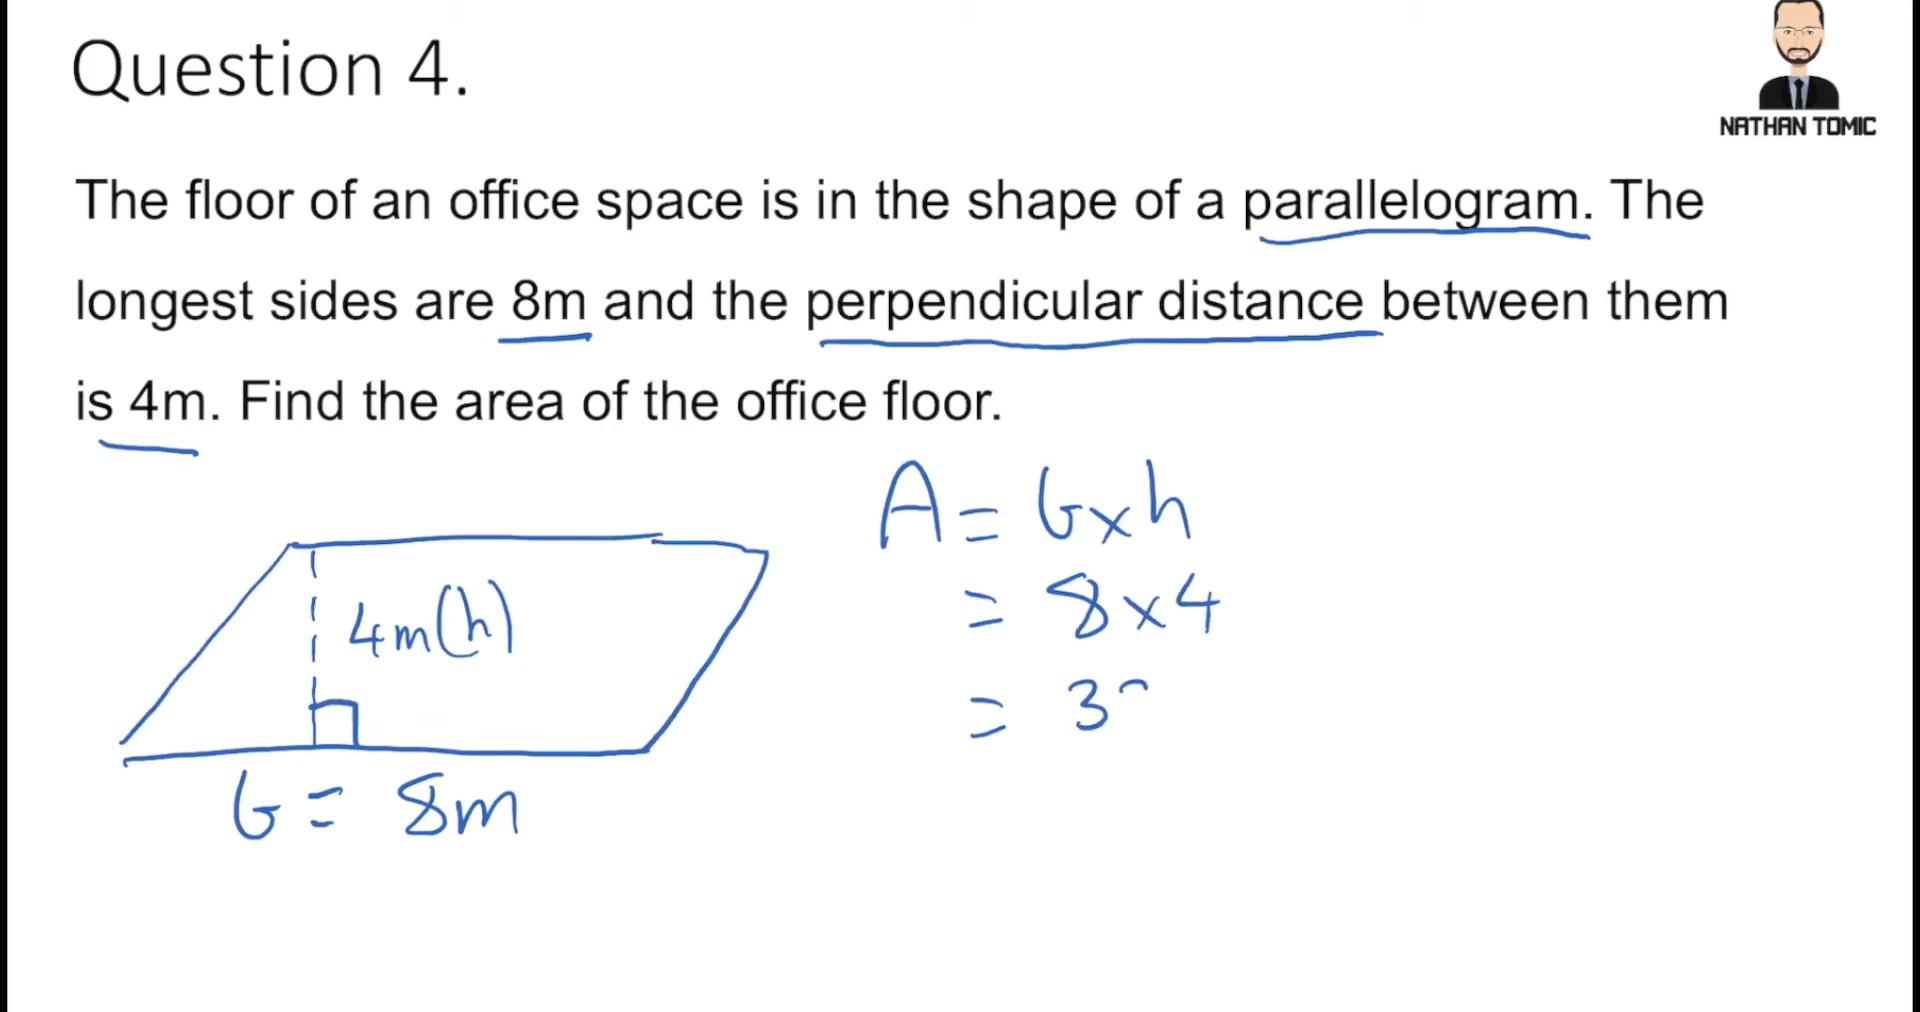 Question 4.
NATHAN TOMIC
The floor of an office space is in the shape of a parallelogram. The
longest sides are 8m and the perpendicular distance between them
is 4m. Find the area of the office floor.
A = b x h
= 8 x 4
= 3
4m(h)
b = 8m